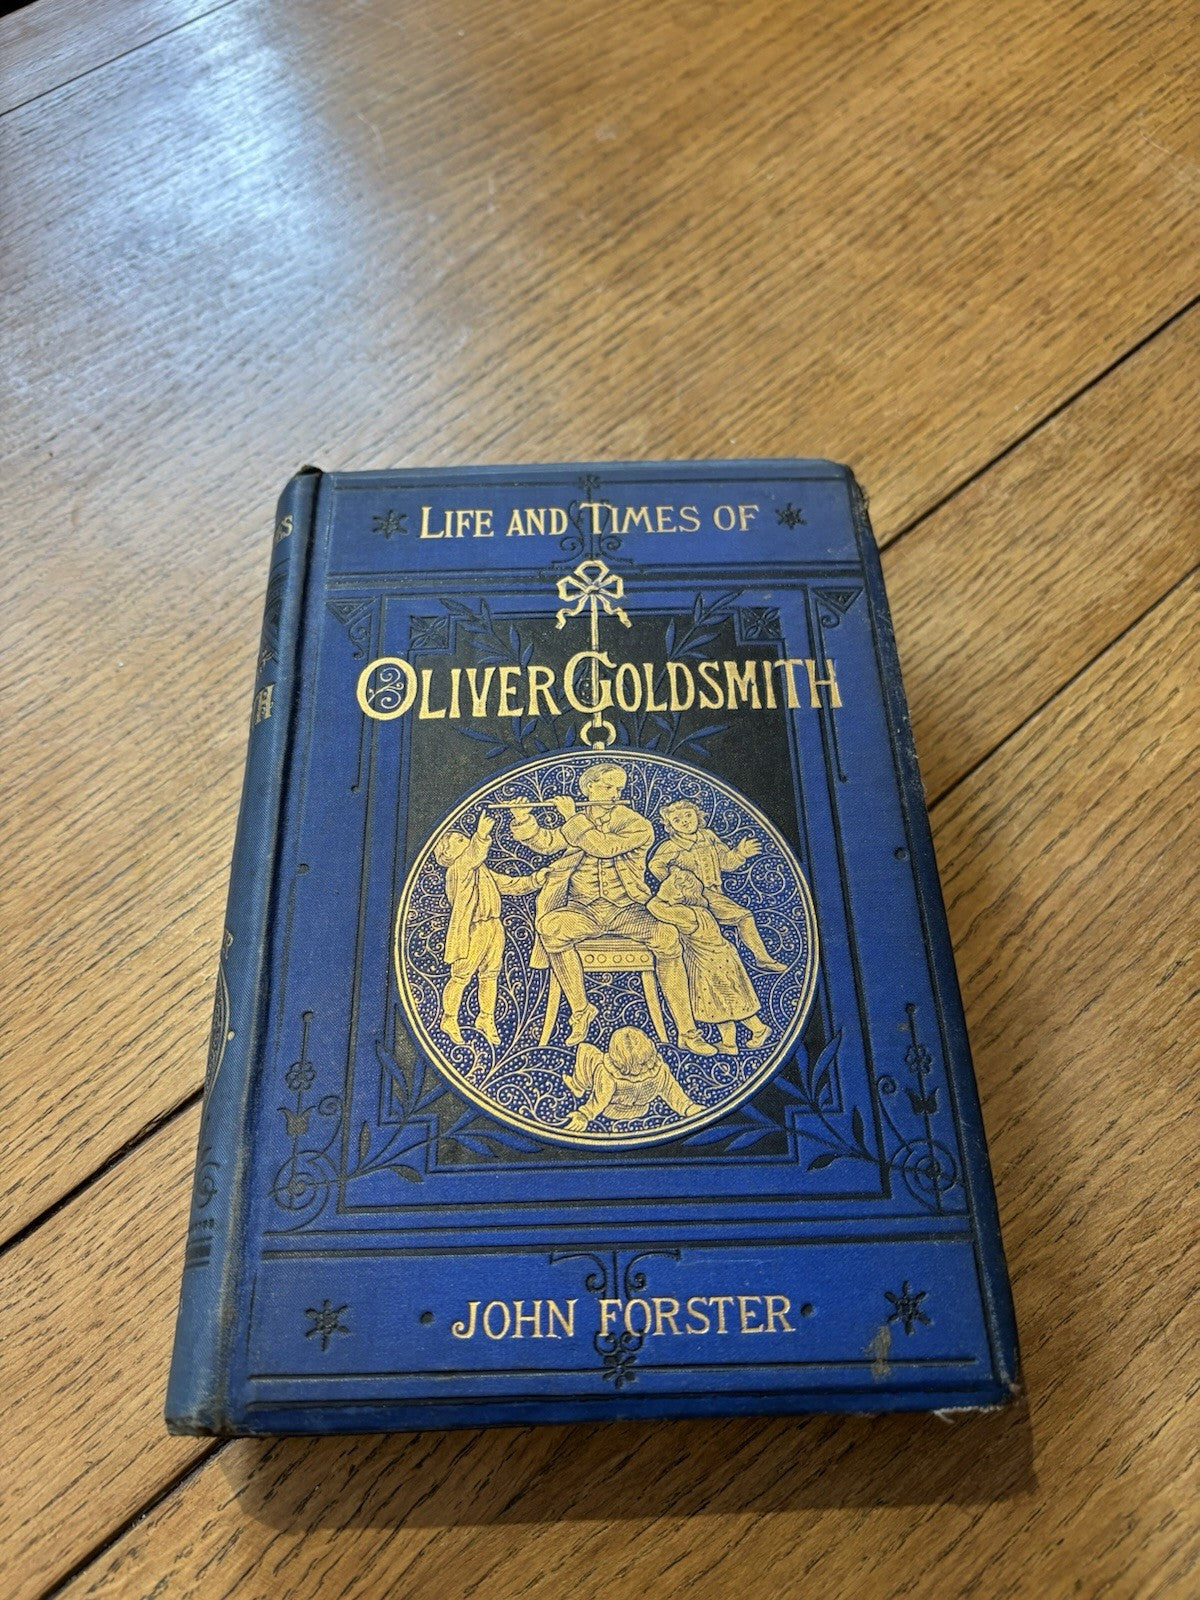 LIFE AND TIMES OF
OLIVER GOLDSMITH
JOHN FORSTER